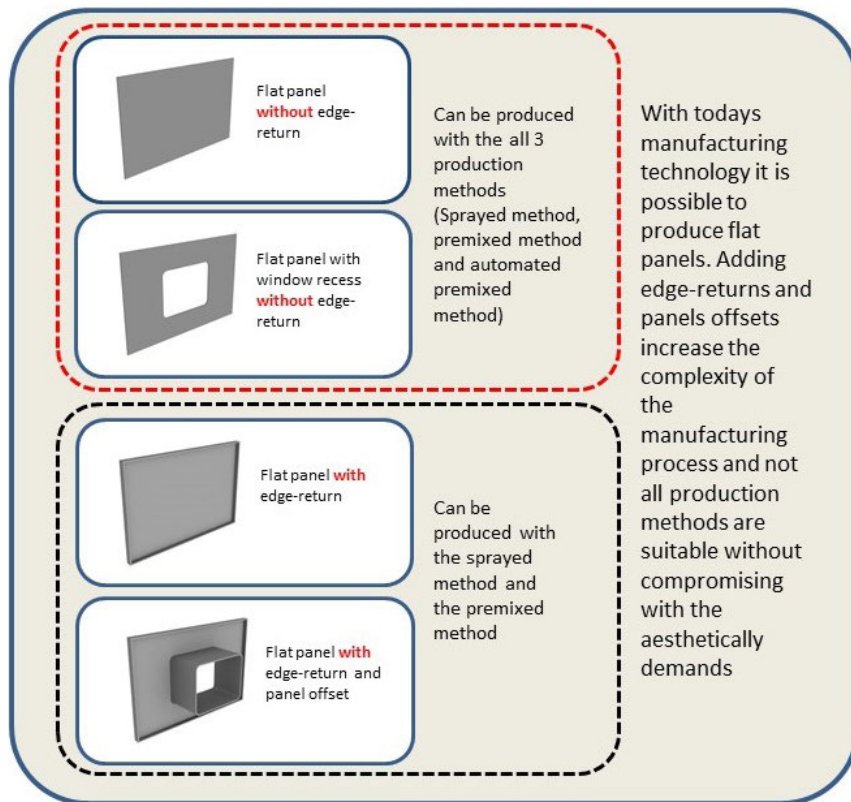 Flat panel
without edge-
return
Flat panel with
window recess
without edge-
return
Can be produced
with the all 3
production
methods
(Sprayed method,
premixed method
and automated
premixed
method)
Flat panel with
edge-return
Flat panel with
edge-return and
panel offset
Can be
produced with
the sprayed
method and
the premixed
method
With todays
manufacturing
technology it is
possible to
produce flat
panels. Adding
edge-returns and
panels offsets
increase the
complexity of
the
manufacturing
process and not
all production
methods are
suitable without
compromising
with the
aesthetically
demands